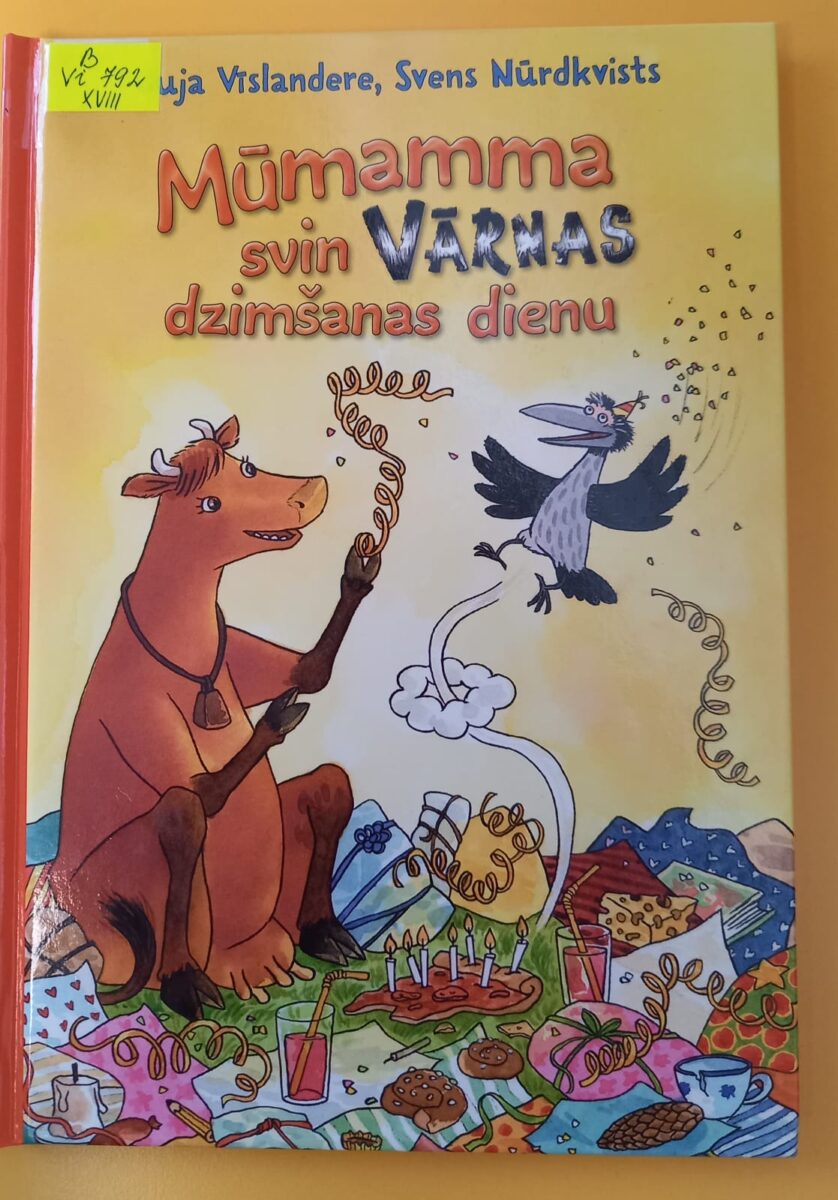 B
Vi 792
XVIII
uja Vīslandere, Svens Nūrdkvists
Mūmamma
svin VĀRNAS
dzimšanas dienu